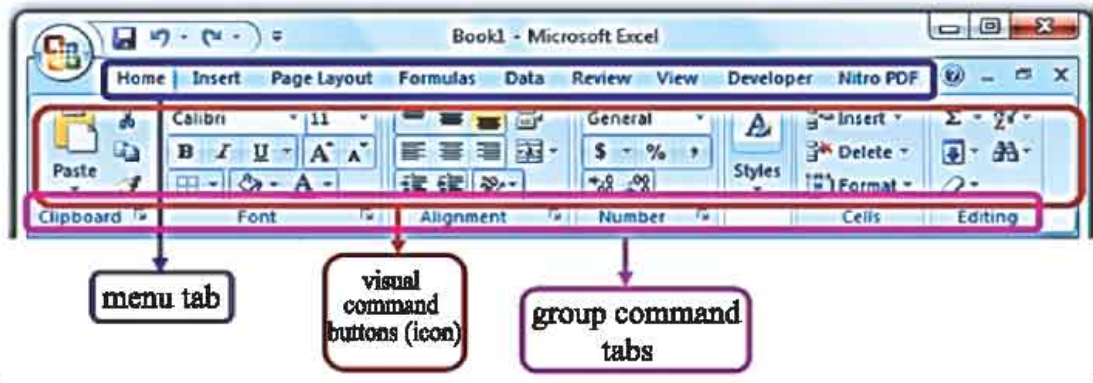 Book1 - Microsoft Excel
Home Insert Page Layout Formulas Data Review View Developer Nitro PDF
Calibri 11 General Insert Σ
Paste B I U A A $ % , Styles Delete
A Format
Clipboard Font Alignment Number Cells Editing
menu tab
visual
command
buttons (icon)
group command
tabs